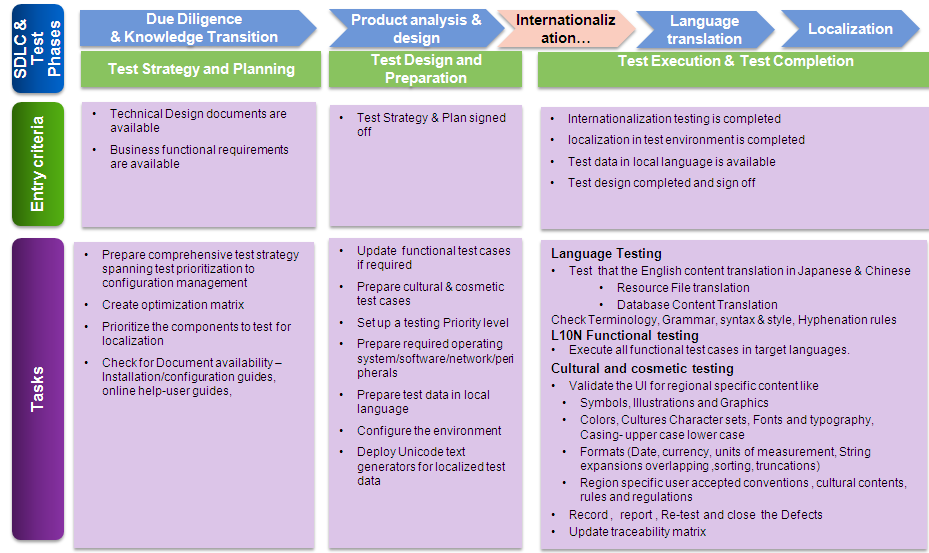 SDLC &
Test
Phases
Due Diligence
& Knowledge Transition
Product analysis &
design
Internationaliz
ation…
Language
translation
Localization
Test Strategy and Planning
Test Design and
Preparation
Test Execution & Test Completion
Entry criteria
• Technical Design documents are
available
• Business functional requirements
are available
• Test Strategy & Plan signed
off
• Internationalization testing is completed
• localization in test environment is completed
• Test data in local language is available
• Test design completed and sign off
Tasks
• Prepare comprehensive test strategy
spanning test prioritization to
configuration management
• Create optimization matrix
• Prioritize the components to test for
localization
• Check for Document availability –
Installation/configuration guides,
online help-user guides,
• Update functional test cases
if required
• Prepare cultural & cosmetic
test cases
• Set up a testing Priority level
• Prepare required operating
system/software/network/peri
pherals
• Prepare test data in local
language
• Configure the environment
• Deploy Unicode text
generators for localized test
data
Language Testing
• Test that the English content translation in Japanese & Chinese
• Resource File translation
• Database Content Translation
Check Terminology, Grammar, syntax & style, Hyphenation rules
L10N Functional testing
• Execute all functional test cases in target languages.
Cultural and cosmetic testing
• Validate the UI for regional specific content like
• Symbols, Illustrations and Graphics
• Colors, Cultures Character sets, Fonts and typography,
Casing- upper case lower case
• Formats (Date, currency, units of measurement, String
expansions overlapping ,sorting, truncations)
• Region specific user accepted conventions , cultural contents,
rules and regulations
• Record , report , Re-test and close the Defects
• Update traceability matrix